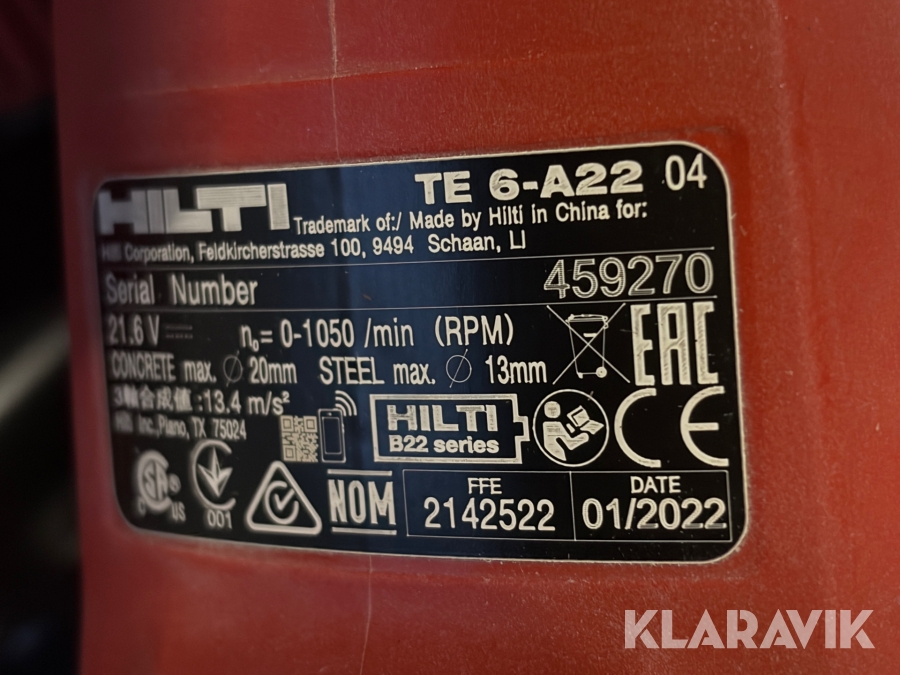 HILTI TE 6-A22 04
Trademark of:/ Made by Hilti in China for:
Hilti Corporation, Feldkircherstrasse 100, 9494 Schaan, LI
Serial Number 459270
21.6 V n₀= 0-1050 /min (RPM)
CONCRETE max. Ø 20mm STEEL max. Ø 13mm
EAC
3軸合成値 :13.4 m/s²
Hilti Inc.,Plano, TX 75024
HILTI
B22 series
CE
SA
C US
001
NOM
FFE
2142522
DATE
01/2022
KLARAVIK